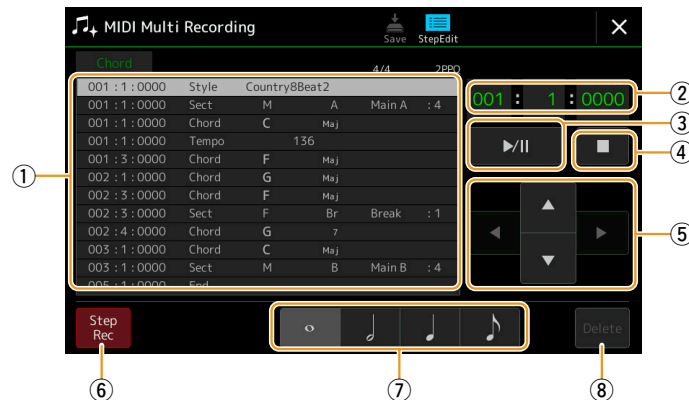 MIDI Multi Recording Save StepEdit
Chord 4/4 2PPQ
001 : 1 : 0000 Style Country8Beat2
001 : 1 : 0000 Sect M A Main A : 4
001 : 1 : 0000 Chord C Maj
001 : 1 : 0000 Tempo 136
001 : 3 : 0000 Chord F Maj
002 : 1 : 0000 Chord G Maj
002 : 3 : 0000 Chord F Maj
002 : 3 : 0000 Sect F Br Break : 1
002 : 4 : 0000 Chord G 7
003 : 1 : 0000 Chord C Maj
003 : 1 : 0000 Sect M B Main B : 4
005 : 1 : 0000 End
001 : 1 : 0000
Step
Rec
Delete
①
②
③
④
⑤
⑥
⑦
⑧